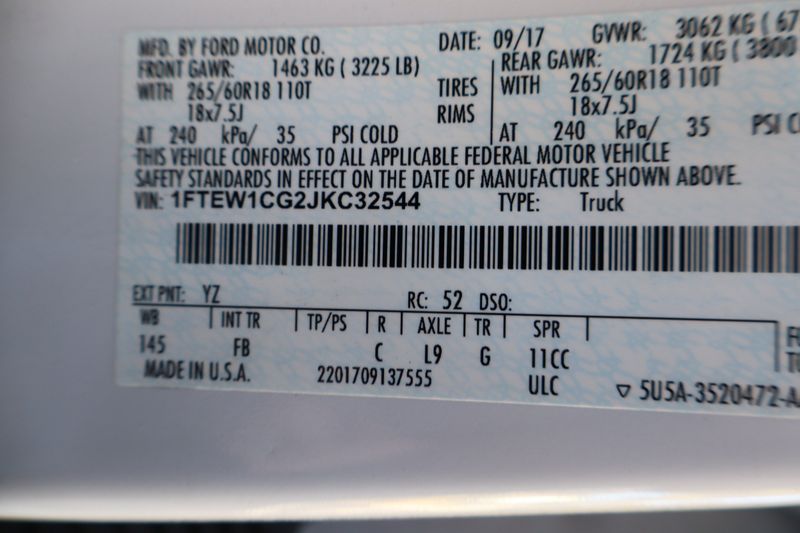 MFD. BY FORD MOTOR CO. DATE: 09/17 GVWR: 3062 KG ( 67
FRONT GAWR: 1463 KG ( 3225 LB) REAR GAWR: 1724 KG ( 3800
WITH 265/60R18 110T TIRES WITH 265/60R18 110T
18x7.5J RIMS 18x7.5J
AT 240 kPa/ 35 PSI COLD AT 240 kPa/ 35 PSI C
THIS VEHICLE CONFORMS TO ALL APPLICABLE FEDERAL MOTOR VEHICLE
SAFETY STANDARDS IN EFFECT ON THE DATE OF MANUFACTURE SHOWN ABOVE.
VIN: 1FTEW1CG2JKC32544 TYPE: Truck
EXT PNT: YZ RC: 52 DSO:
WB INT TR TP/PS R AXLE TR SPR
145 FB C L9 G 11CC
MADE IN U.S.A. 2201709137555 ULC ▽ 5U5A-3520472-A